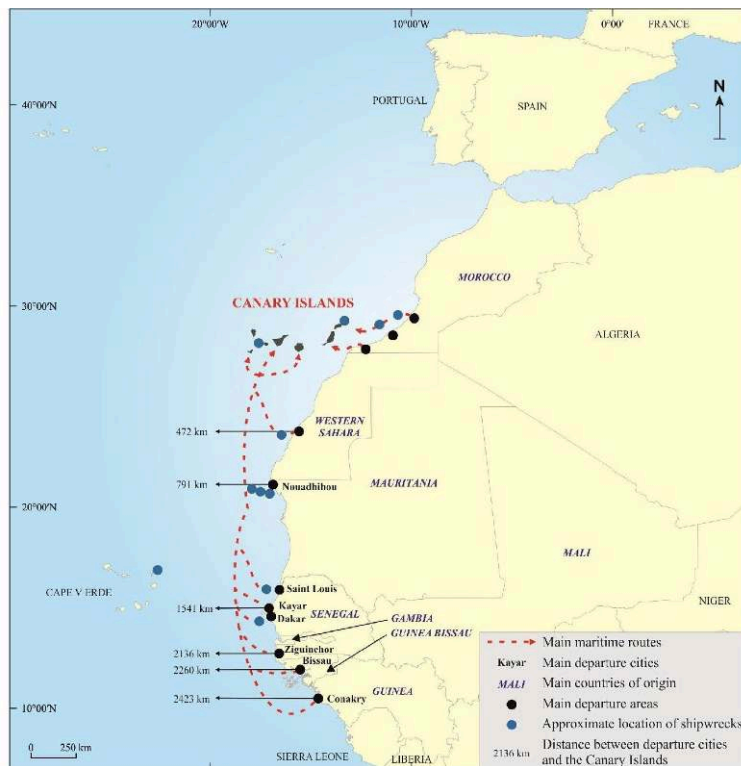 20°00'W
10°00'W
0°00'
FRANCE
40°00'N
PORTUGAL
SPAIN
N
MOROCCO
30°00'N
CANARY ISLANDS
ALGERIA
WESTERN
SAHARA
472 km
791 km
Nouadhibou
MAURITANIA
20°00'N
MALI
Saint Louis
CAPE VERDE
Kayar
1541 km
SENEGAL
NIGER
Dakar
GAMBIA
GUINEA BISSAU
Ziguinchor
2136 km
Bissau
2260 km
2423 km
Conakry
GUINEA
10°00'N
Main maritime routes
Kayar Main departure cities
MALI Main countries of origin
Main departure areas
Approximate location of shipwrecks
2136 km Distance between departure cities
and the Canary Islands
0 250 km
SIERRA LEONE
LIBERIA